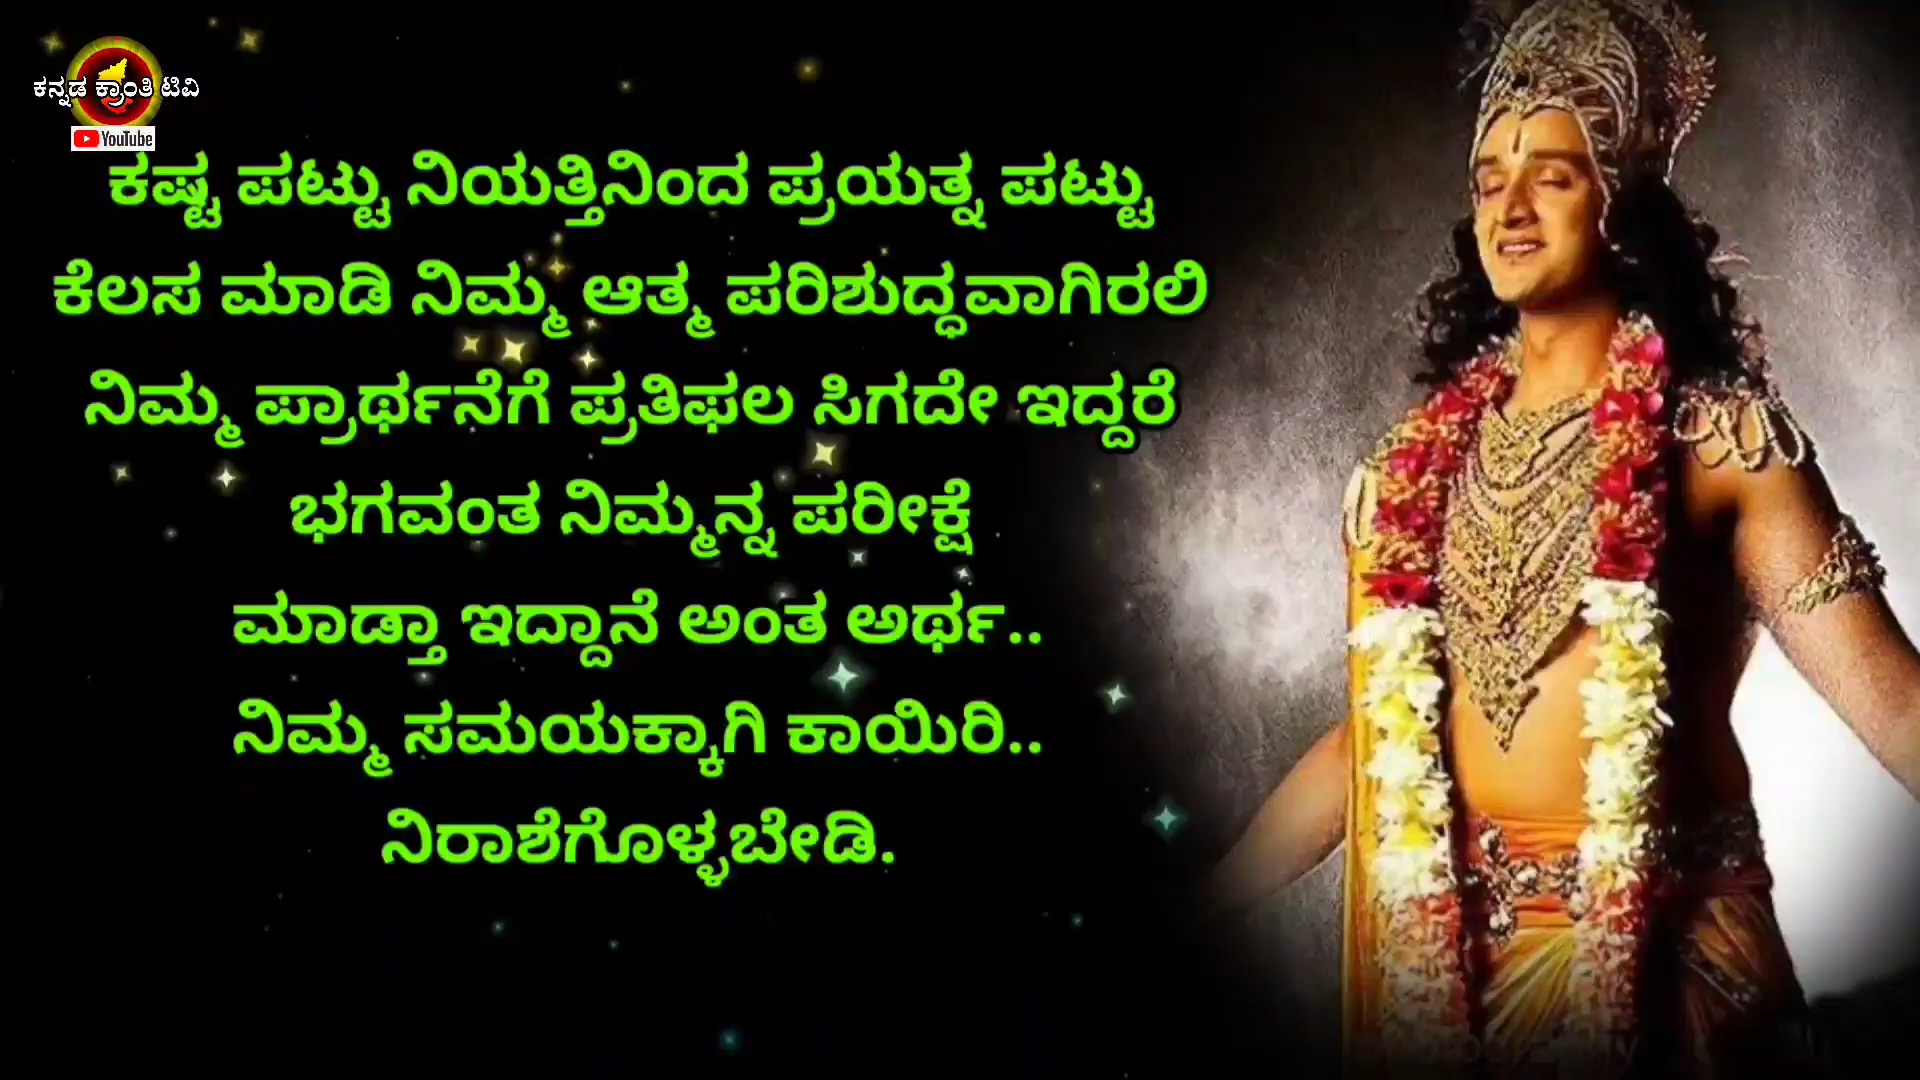 ಕನ್ನಡ ಕ್ರಾಂತಿ ಟಿವಿ
YouTube
ಕಷ್ಟ ಪಟ್ಟು ನಿಯತ್ತಿನಿಂದ ಪ್ರಯತ್ನ ಪಟ್ಟು
ಕೆಲಸ ಮಾಡಿ ನಿಮ್ಮ ಆತ್ಮ ಪರಿಶುದ್ಧವಾಗಿರಲಿ
ನಿಮ್ಮ ಪ್ರಾರ್ಥನೆಗೆ ಪ್ರತಿಫಲ ಸಿಗದೇ ಇದ್ದರೆ
ಭಗವಂತ ನಿಮ್ಮನ್ನ ಪರೀಕ್ಷೆ
ಮಾಡ್ತಾ ಇದ್ದಾನೆ ಅಂತ ಅರ್ಥ..
ನಿಮ್ಮ ಸಮಯಕ್ಕಾಗಿ ಕಾಯಿರಿ..
ನಿರಾಶೆಗೊಳ್ಳಬೇಡಿ.